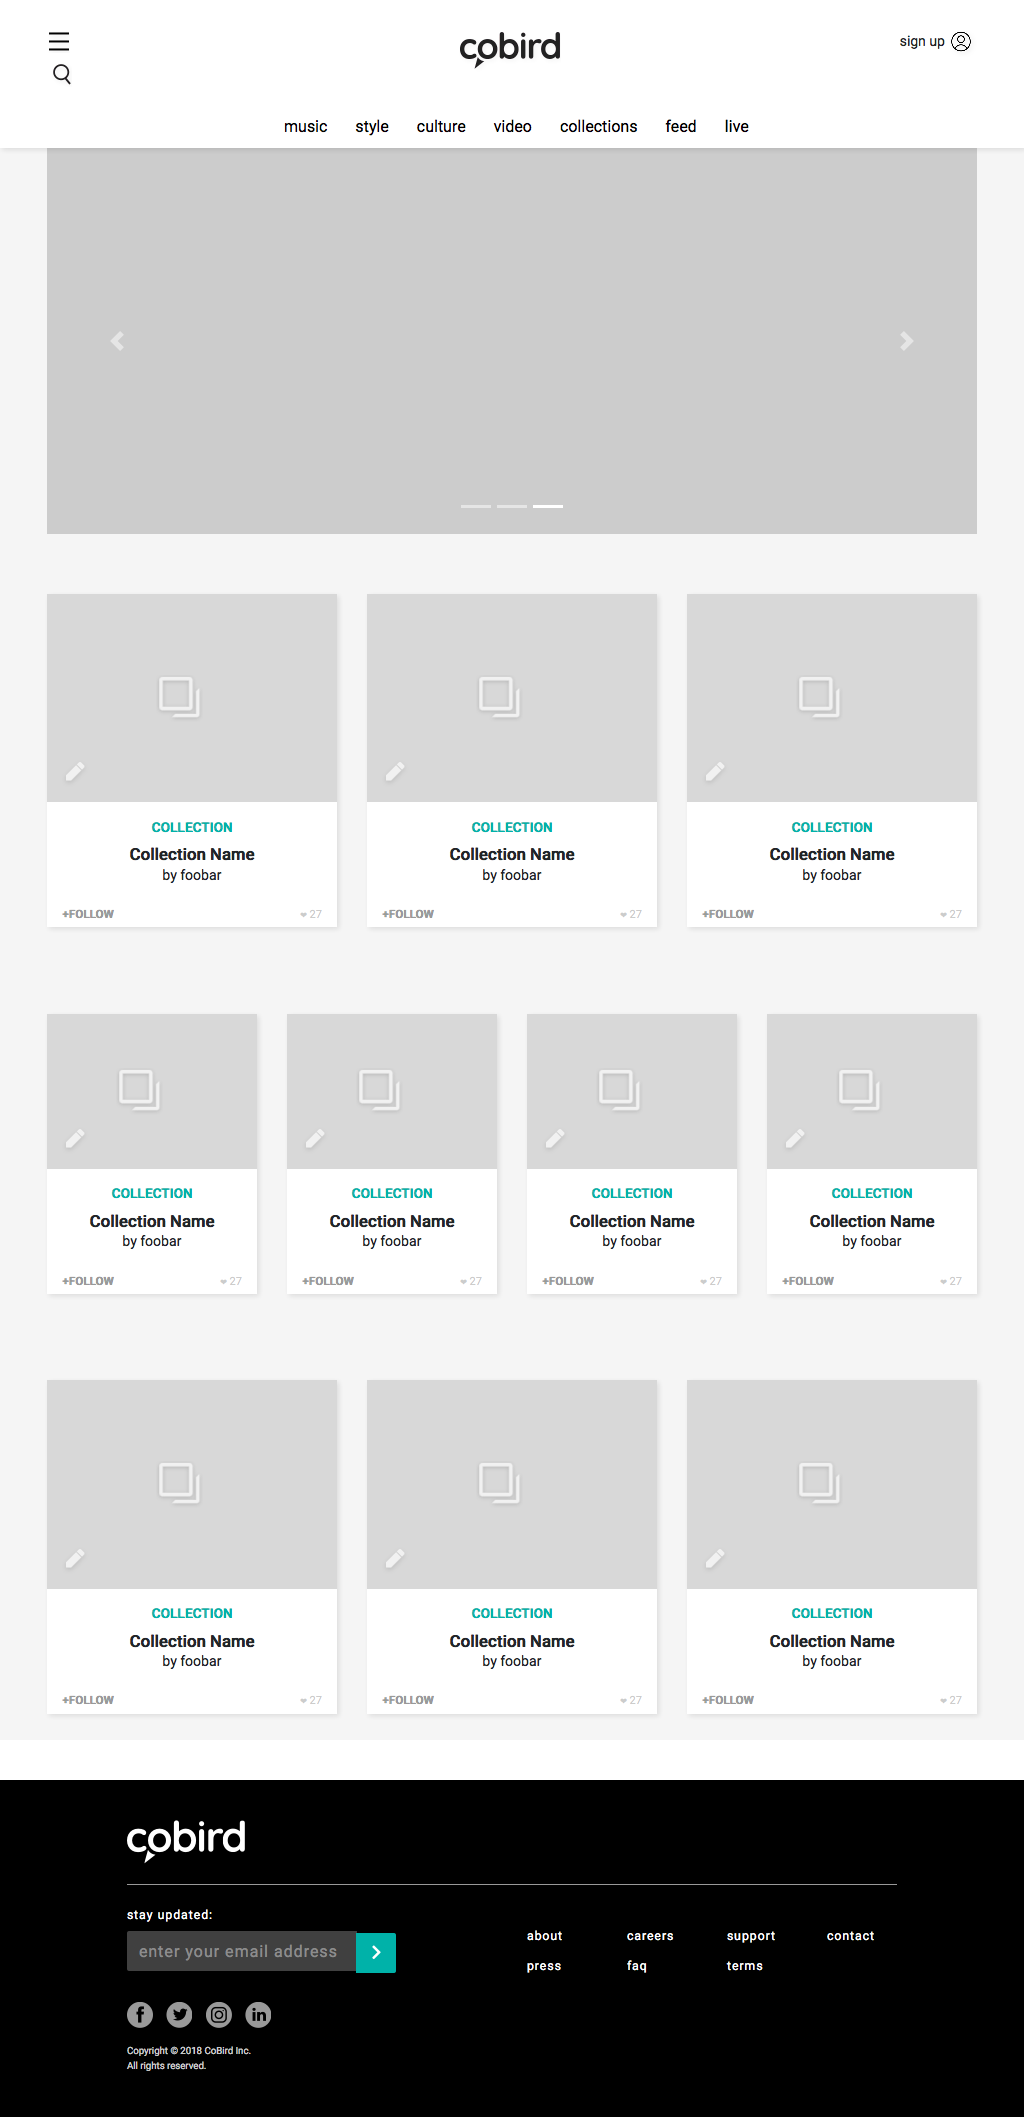 cobird
sign up
music style culture video collections feed live
COLLECTION COLLECTION COLLECTION
Collection Name Collection Name Collection Name
by foobar by foobar by foobar
+FOLLOW 27 +FOLLOW 27 +FOLLOW 27
COLLECTION COLLECTION COLLECTION COLLECTION
Collection Name Collection Name Collection Name Collection Name
by foobar by foobar by foobar by foobar
+FOLLOW 27 +FOLLOW 27 +FOLLOW 27 +FOLLOW 27
COLLECTION COLLECTION COLLECTION
Collection Name Collection Name Collection Name
by foobar by foobar by foobar
+FOLLOW 27 +FOLLOW 27 +FOLLOW 27
cobird
stay updated:
enter your email address
about careers support contact
press faq terms
Copyright © 2018 CoBird Inc.
All rights reserved.